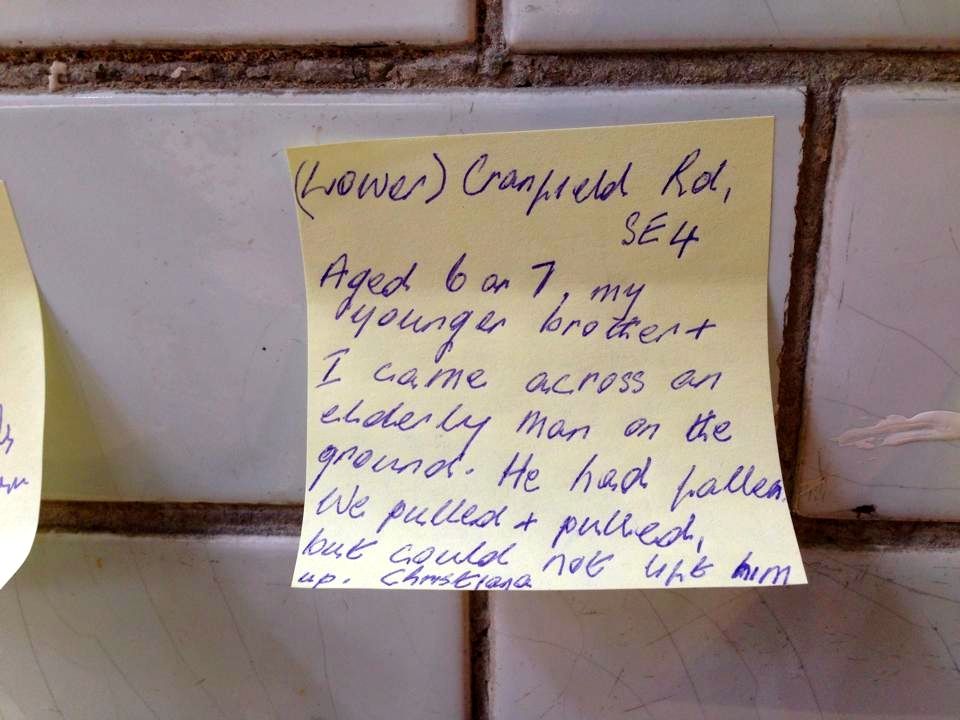 (Lower) Cranfield Rd,
SE4
Aged 6 or 7, my
younger brother +
I came across an
elderly man on the
ground. He had fallen.
We pulled + pulled,
but could not lift him
up. Christiana